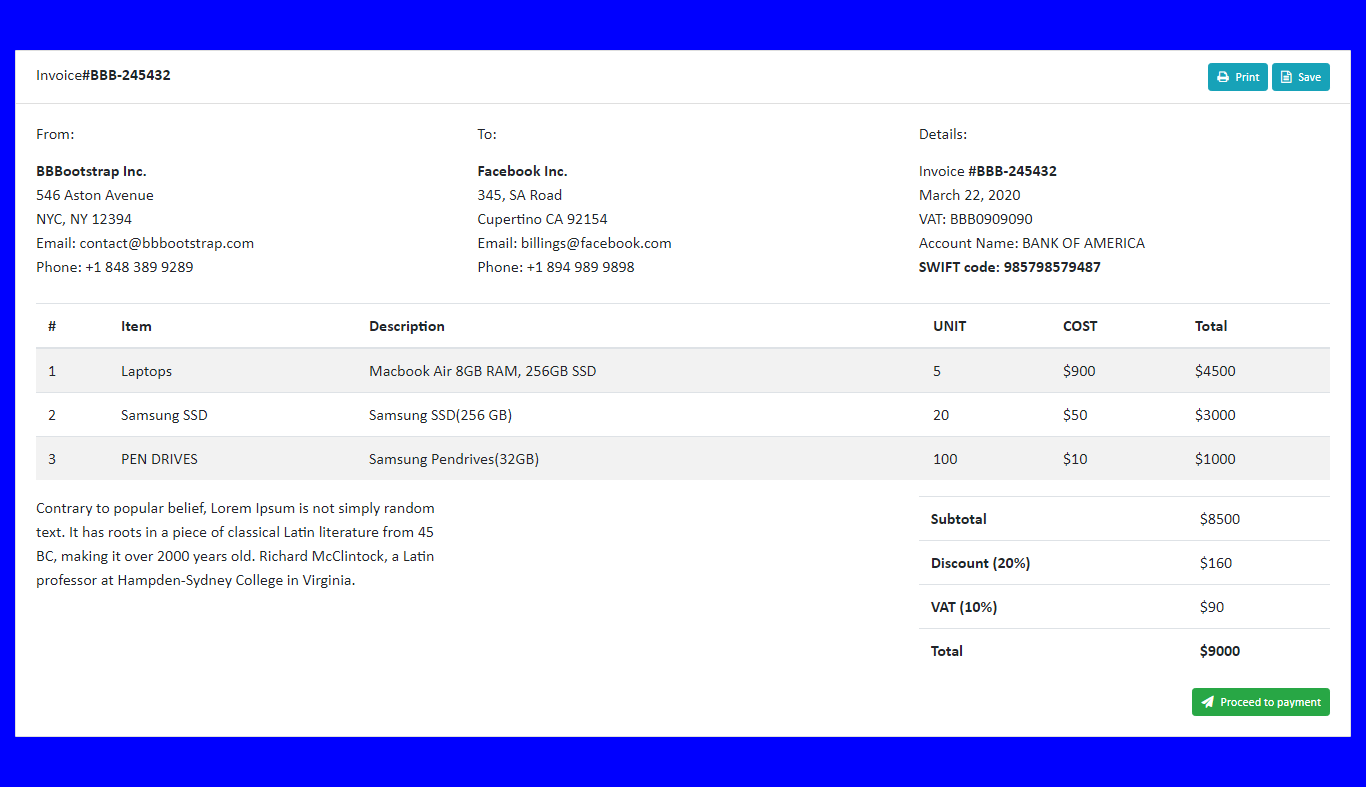 Invoice#BBB-245432
Print
Save
From:
BBBootstrap Inc.
546 Aston Avenue
NYC, NY 12394
Email: contact@bbbootstrap.com
Phone: +1 848 389 9289
To:
Facebook Inc.
345, SA Road
Cupertino CA 92154
Email: billings@facebook.com
Phone: +1 894 989 9898
Details:
Invoice #BBB-245432
March 22, 2020
VAT: BBB0909090
Account Name: BANK OF AMERICA
SWIFT code: 985798579487
# Item Description UNIT COST Total
1 Laptops Macbook Air 8GB RAM, 256GB SSD 5 $900 $4500
2 Samsung SSD Samsung SSD(256 GB) 20 $50 $3000
3 PEN DRIVES Samsung Pendrives(32GB) 100 $10 $1000
Contrary to popular belief, Lorem Ipsum is not simply random
text. It has roots in a piece of classical Latin literature from 45
BC, making it over 2000 years old. Richard McClintock, a Latin
professor at Hampden-Sydney College in Virginia.
Subtotal $8500
Discount (20%) $160
VAT (10%) $90
Total $9000
Proceed to payment